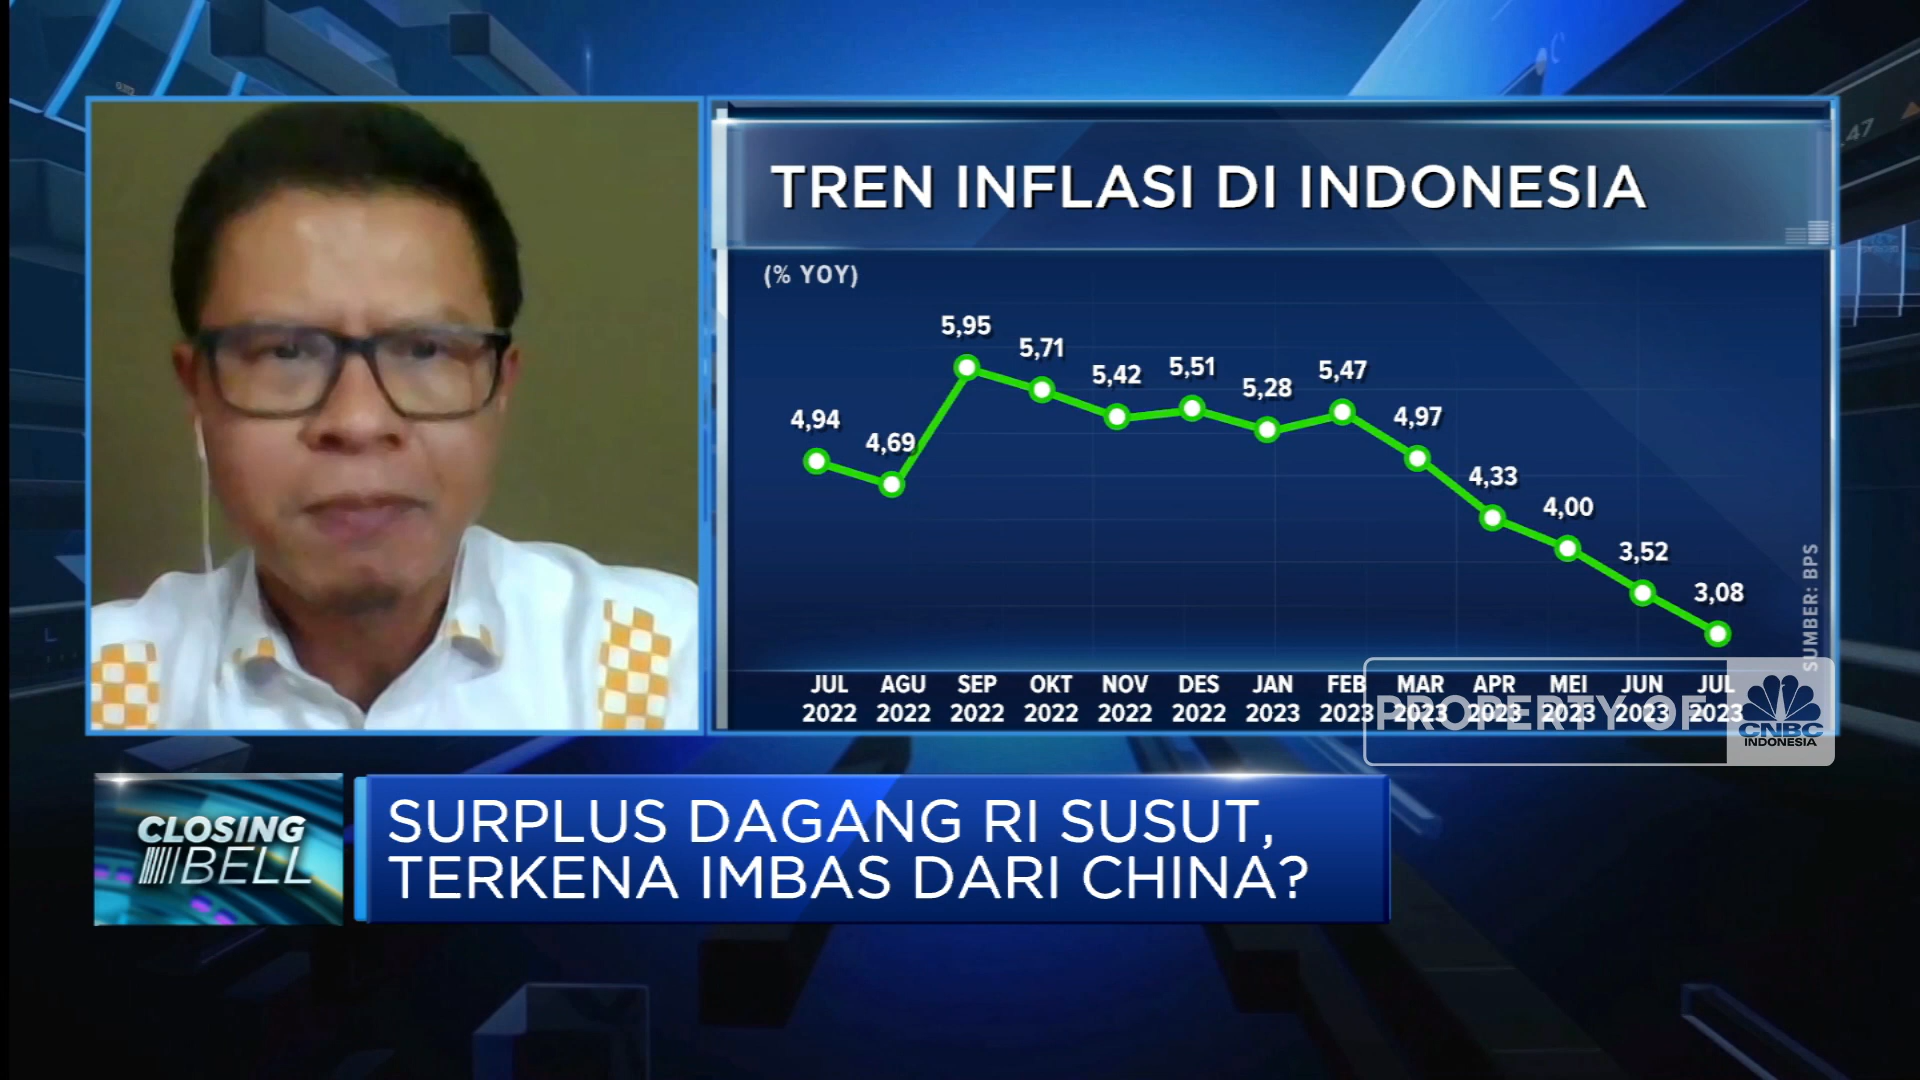 TREN INFLASI DI INDONESIA
(% YOY)
4,94
4,69
5,95
5,71
5,42
5,51
5,28
5,47
4,97
4,33
4,00
3,52
3,08
SUMBER: BPS
JUL AGU SEP OKT NOV DES JAN FEB MAR APR MEI JUN JUL
2022 2022 2022 2022 2022 2022 2023 2023 2023 2023 2023 2023 2023
PROPERTY OF
CNBC
INDONESIA
CLOSING
BELL
SURPLUS DAGANG RI SUSUT,
TERKENA IMBAS DARI CHINA?